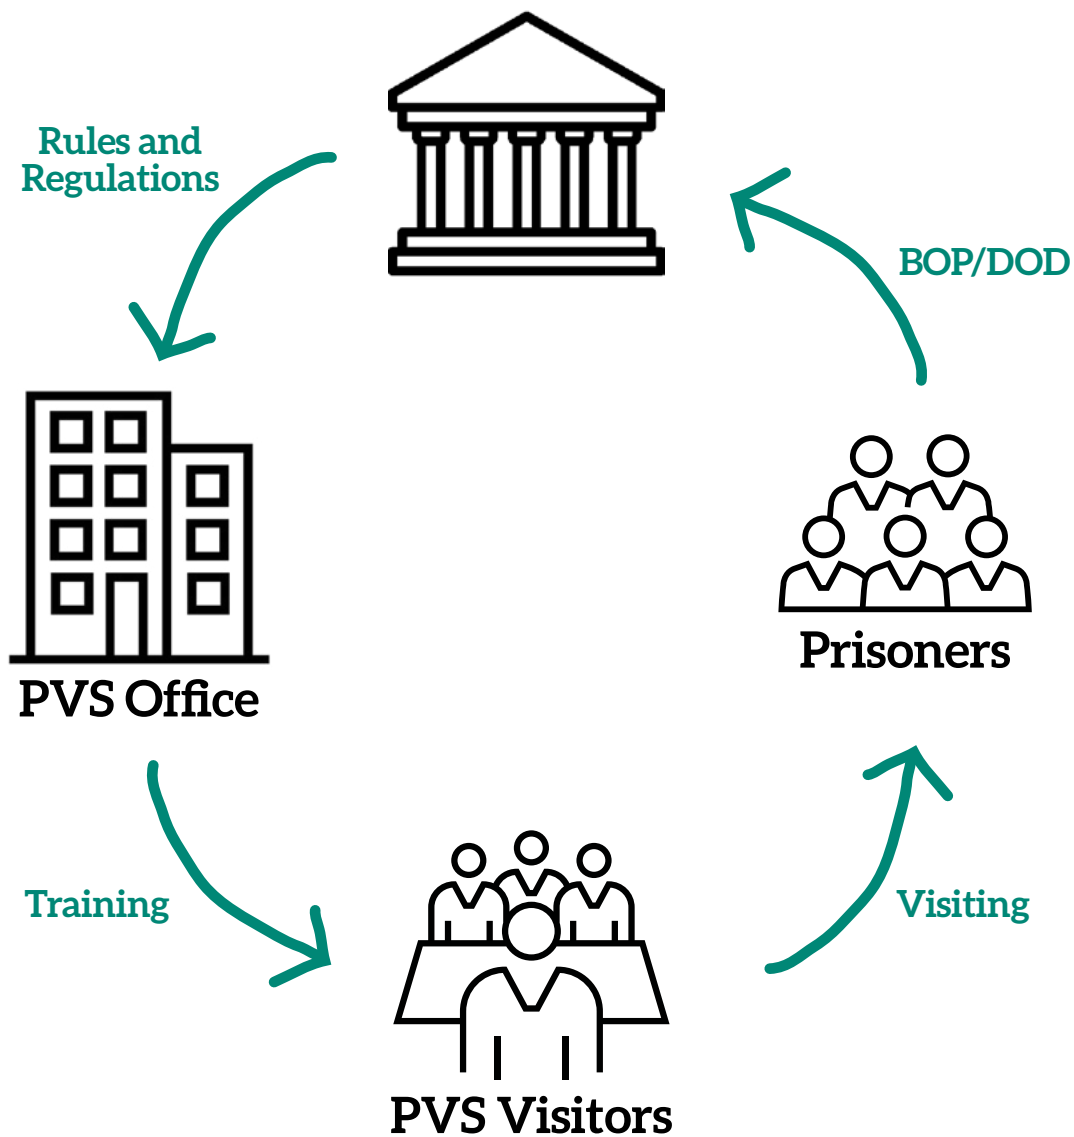 Rules and
Regulations
BOP/DOD
Prisoners
PVS Office
Training
Visiting
PVS Visitors